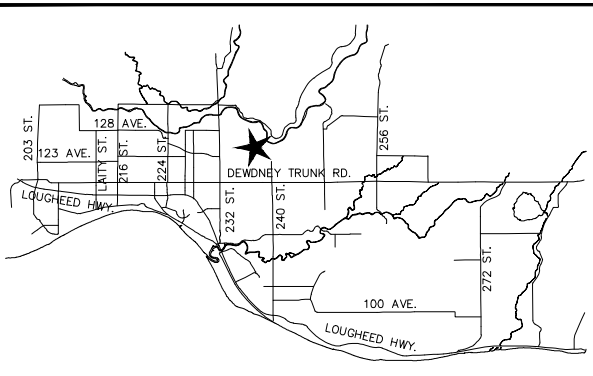 203 ST.
128 AVE.
123 AVE.
LAITY ST.
216 ST.
224 ST.
256 ST.
DEWDNEY TRUNK RD.
LOUGHEED HWY.
232 ST.
240 ST.
272 ST.
100 AVE.
LOUGHEED HWY.